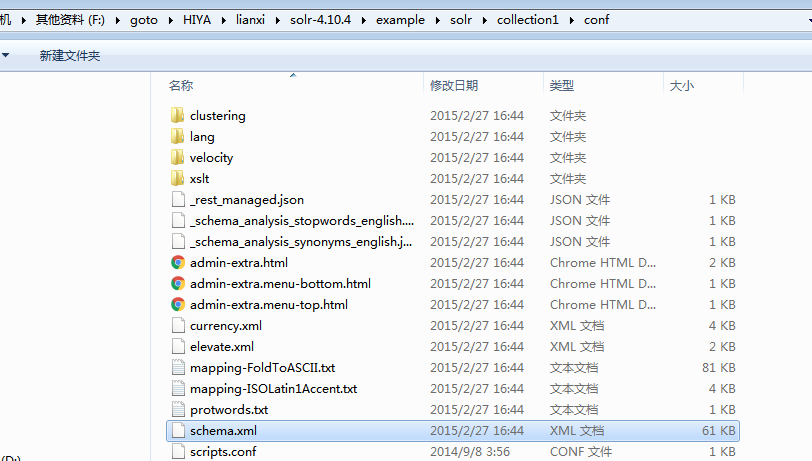 机 ▸ 其他资料 (F:) ▸ goto ▸ HIYA ▸ lianxi ▸ solr-4.10.4 ▸ example ▸ solr ▸ collection1 ▸ conf
新建文件夹
名称 修改日期 类型 大小
clustering 2015/2/27 16:44 文件夹
lang 2015/2/27 16:44 文件夹
velocity 2015/2/27 16:44 文件夹
xslt 2015/2/27 16:44 文件夹
_rest_managed.json 2015/2/27 16:44 JSON 文件 1 KB
_schema_analysis_stopwords_english.... 2015/2/27 16:44 JSON 文件 1 KB
_schema_analysis_synonyms_english.j... 2015/2/27 16:44 JSON 文件 1 KB
admin-extra.html 2015/2/27 16:44 Chrome HTML D... 2 KB
admin-extra.menu-bottom.html 2015/2/27 16:44 Chrome HTML D... 1 KB
admin-extra.menu-top.html 2015/2/27 16:44 Chrome HTML D... 1 KB
currency.xml 2015/2/27 16:44 XML 文档 4 KB
elevate.xml 2015/2/27 16:44 XML 文档 2 KB
mapping-FoldToASCII.txt 2015/2/27 16:44 文本文档 81 KB
mapping-ISOLatin1Accent.txt 2015/2/27 16:44 文本文档 4 KB
protwords.txt 2015/2/27 16:44 文本文档 1 KB
schema.xml 2015/2/27 16:44 XML 文档 61 KB
scripts.conf 2014/9/8 3:56 CONF 文件 1 KB
(D:)